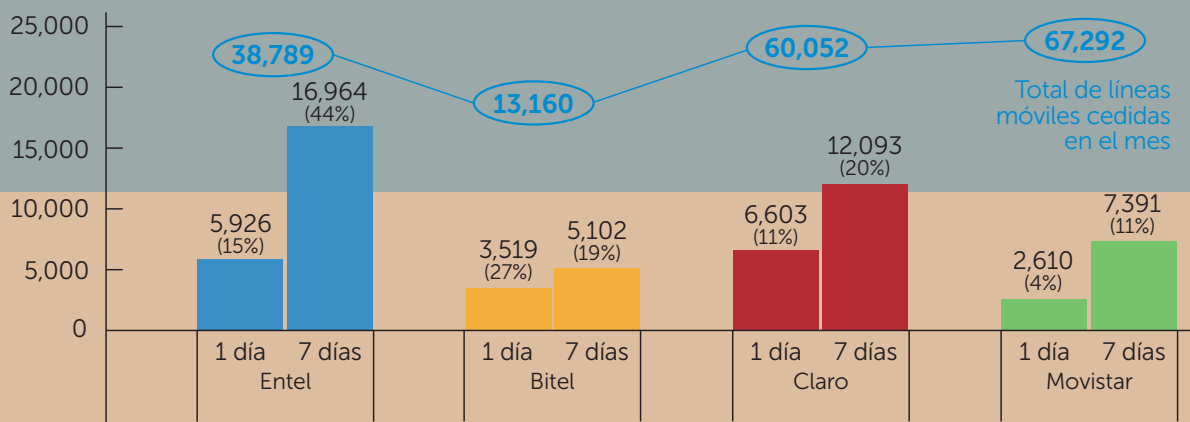 25,000
20,000
15,000
10,000
5,000
0
38,789
13,160
60,052
67,292
Total de líneas
móviles cedidas
en el mes
5,926
(15%)
16,964
(44%)
3,519
(27%)
5,102
(19%)
6,603
(11%)
12,093
(20%)
2,610
(4%)
7,391
(11%)
1 día 7 días
Entel
1 día 7 días
Bitel
1 día 7 días
Claro
1 día 7 días
Movistar